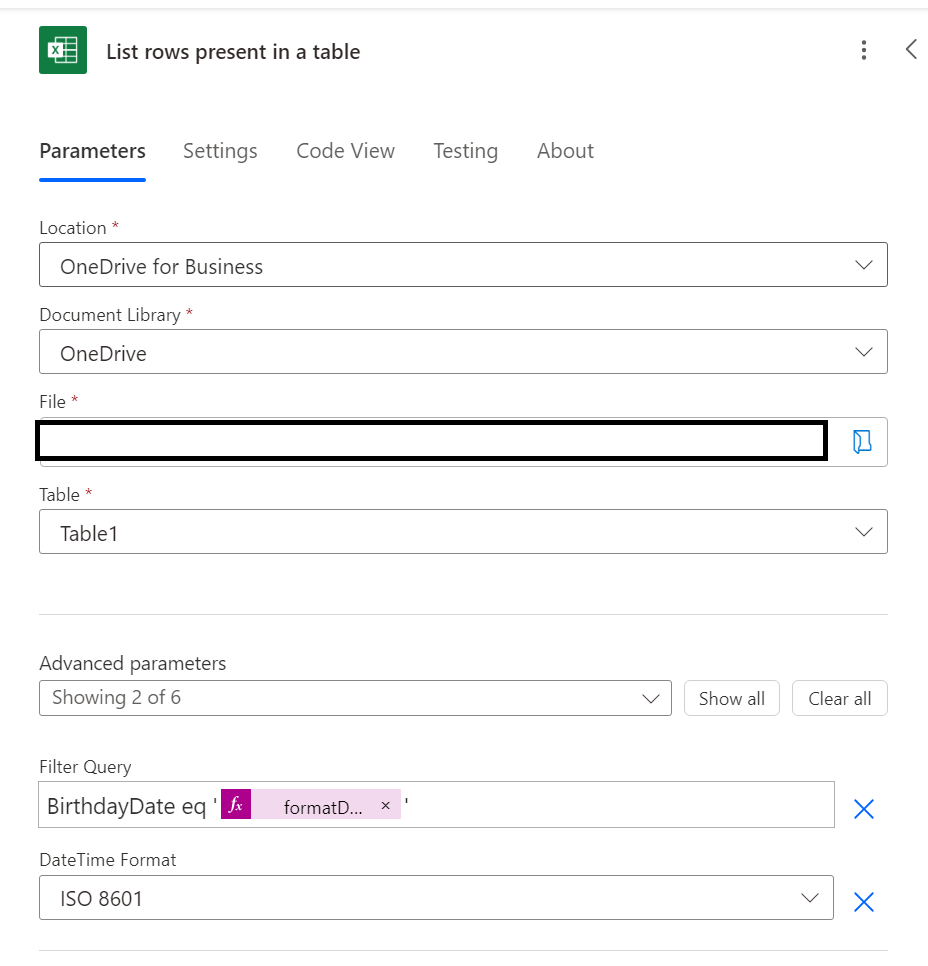 List rows present in a table
Parameters Settings Code View Testing About
Location *
OneDrive for Business
Document Library *
OneDrive
File *
Table *
Table1
Advanced parameters
Showing 2 of 6 Show all Clear all
Filter Query
BirthdayDate eq ' fx formatD... × '
DateTime Format
ISO 8601